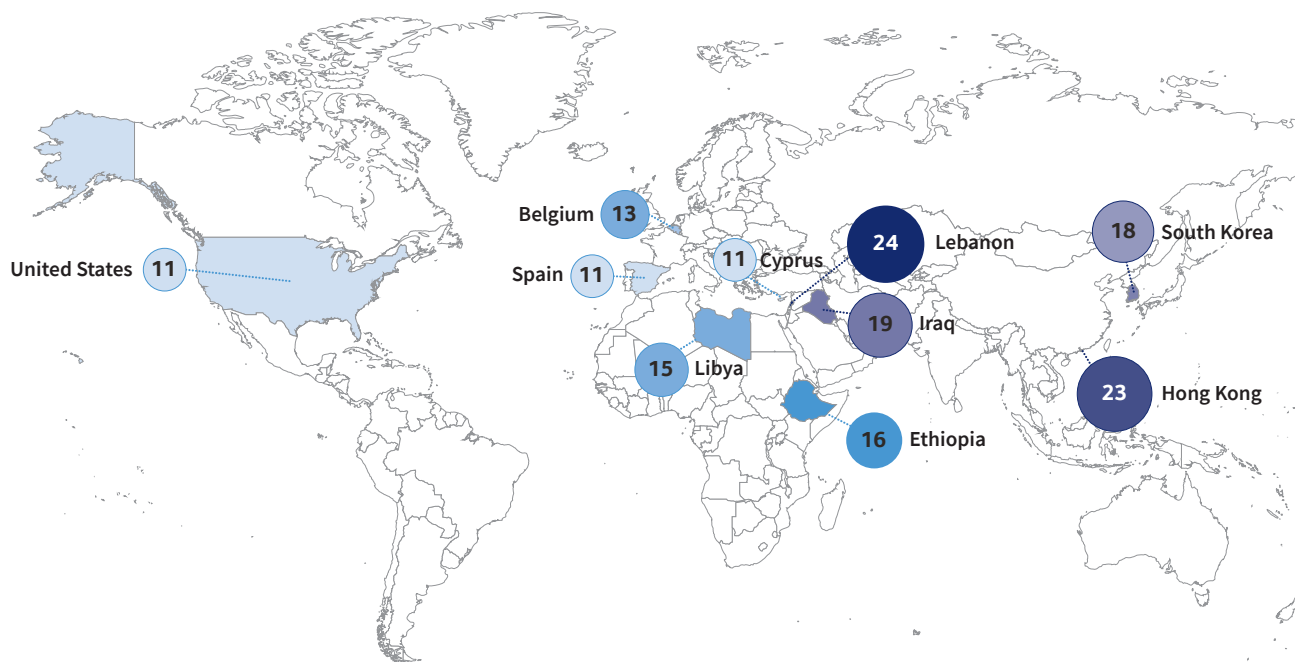 United States 11
Belgium 13
Spain 11
11 Cyprus
24 Lebanon
18 South Korea
19 Iraq
15 Libya
23 Hong Kong
16 Ethiopia